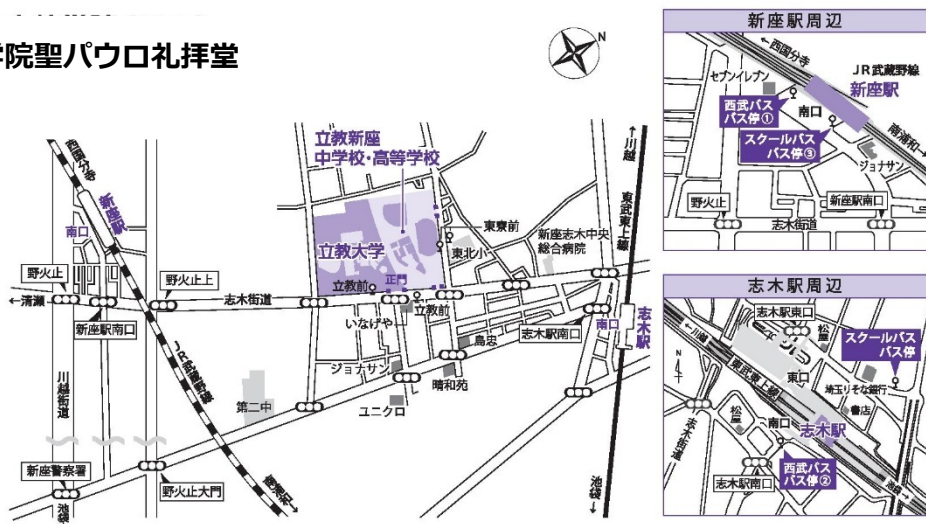 学院聖パウロ礼拝堂
N
西国分寺
新座駅
南口
野火止
←清瀬
新座駅南口
野火止上
志木街道
JR武蔵野線
川越街道
新座警察署
池袋
野火止大門
南浦和→
第二中
立教新座
中学校・高等学校
立教大学
正門
立教前
立教前
いなげや
ジョナサン
ユニクロ
島忠
晴和苑
東寮前
東北小
新座志木中央
総合病院
志木駅南口
南口
志木駅
←川越
東武東上線
池袋→
新座駅周辺
←西国分寺
JR武蔵野線
新座駅
セブンイレブン
南口
西武バス
バス停①
スクールバス
バス停③
南浦和→
ジョナサン
野火止
新座駅南口
志木街道
志木駅周辺
志木駅東口
松屋
スクールバス
バス停
←川越
N
東武東上線
東口
埼玉りそな銀行
書店
志木駅
松屋
南口
志木街道
西武バス
バス停②
志木駅南口
池袋→